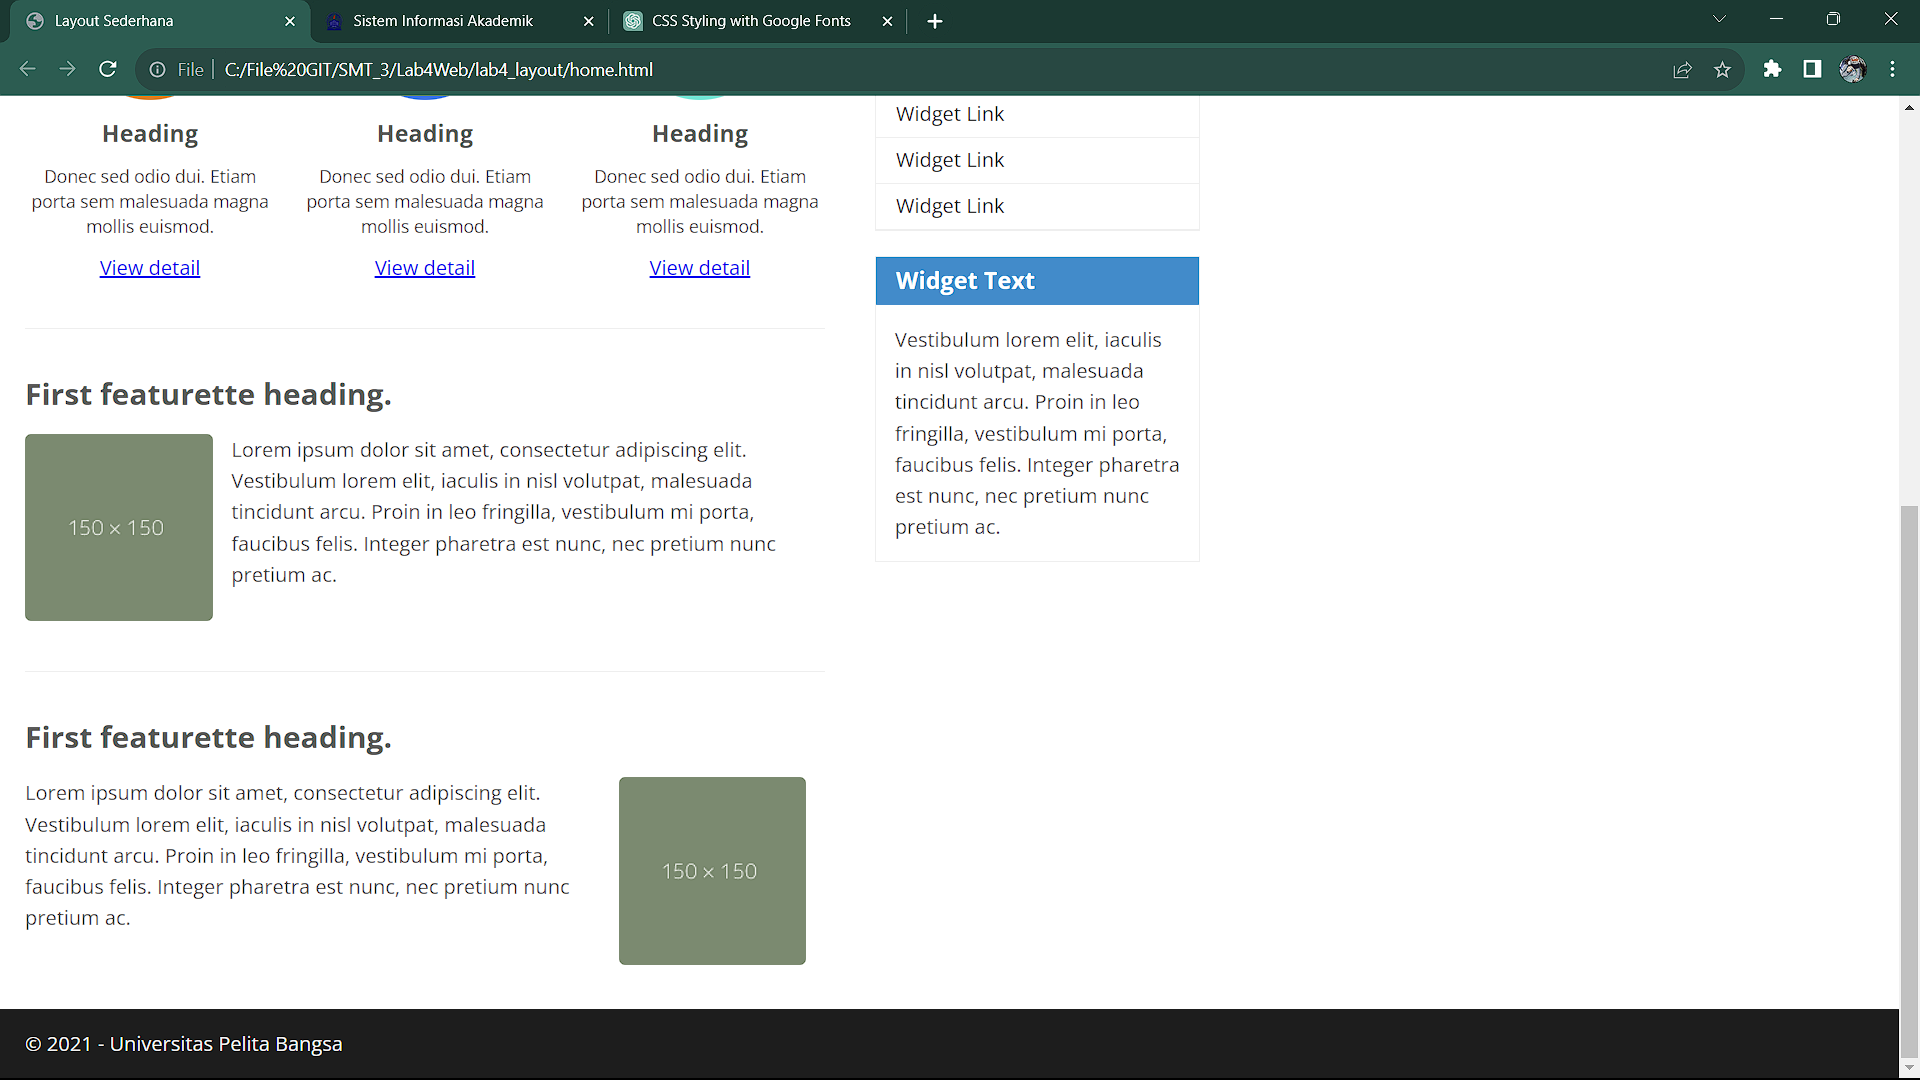 Layout Sederhana
Sistem Informasi Akademik
CSS Styling with Google Fonts
File
C:/File%20GIT/SMT_3/Lab4Web/lab4_layout/home.html
Heading
Donec sed odio dui. Etiam
porta sem malesuada magna
mollis euismod.
View detail
Heading
Donec sed odio dui. Etiam
porta sem malesuada magna
mollis euismod.
View detail
Heading
Donec sed odio dui. Etiam
porta sem malesuada magna
mollis euismod.
View detail
First featurette heading.
150 × 150
Lorem ipsum dolor sit amet, consectetur adipiscing elit.
Vestibulum lorem elit, iaculis in nisl volutpat, malesuada
tincidunt arcu. Proin in leo fringilla, vestibulum mi porta,
faucibus felis. Integer pharetra est nunc, nec pretium nunc
pretium ac.
First featurette heading.
Lorem ipsum dolor sit amet, consectetur adipiscing elit.
Vestibulum lorem elit, iaculis in nisl volutpat, malesuada
tincidunt arcu. Proin in leo fringilla, vestibulum mi porta,
faucibus felis. Integer pharetra est nunc, nec pretium nunc
pretium ac.
150 × 150
Widget Link
Widget Link
Widget Link
Widget Text
Vestibulum lorem elit, iaculis
in nisl volutpat, malesuada
tincidunt arcu. Proin in leo
fringilla, vestibulum mi porta,
faucibus felis. Integer pharetra
est nunc, nec pretium nunc
pretium ac.
© 2021 - Universitas Pelita Bangsa